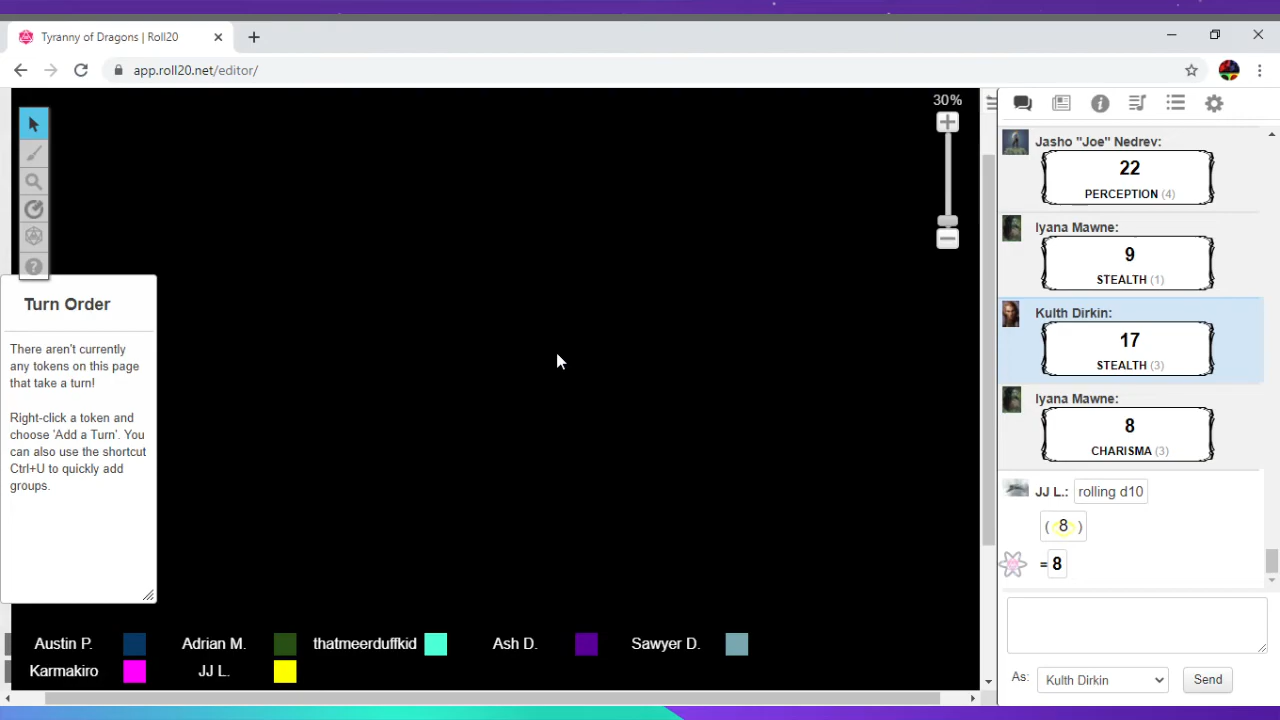 Tyranny of Dragons | Roll20
app.roll20.net/editor/
30%
Turn Order
There aren't currently
any tokens on this page
that take a turn!
Right-click a token and
choose 'Add a Turn'. You
can also use the shortcut
Ctrl+U to quickly add
groups.
Austin P.
Adrian M.
thatmeerduffkid
Ash D.
Sawyer D.
Karmakiro
JJ L.
Jasho "Joe" Nedrev:
22
PERCEPTION (4)
Iyana Mawne:
9
STEALTH (1)
Kulth Dirkin:
17
STEALTH (3)
Iyana Mawne:
8
CHARISMA (3)
JJ L.: rolling d10
( 8 )
=8
As: Kulth Dirkin Send